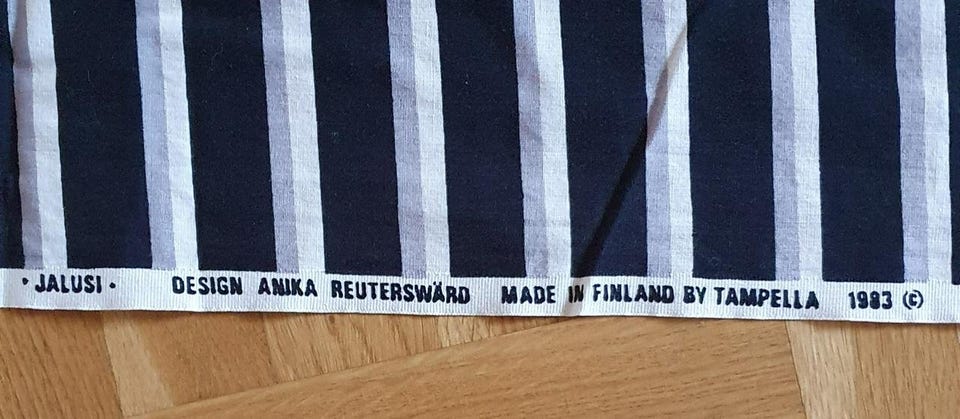 • JALUSI • DESIGN ANIKA REUTERSWÄRD MADE IN FINLAND BY TAMPELLA 1983 ©